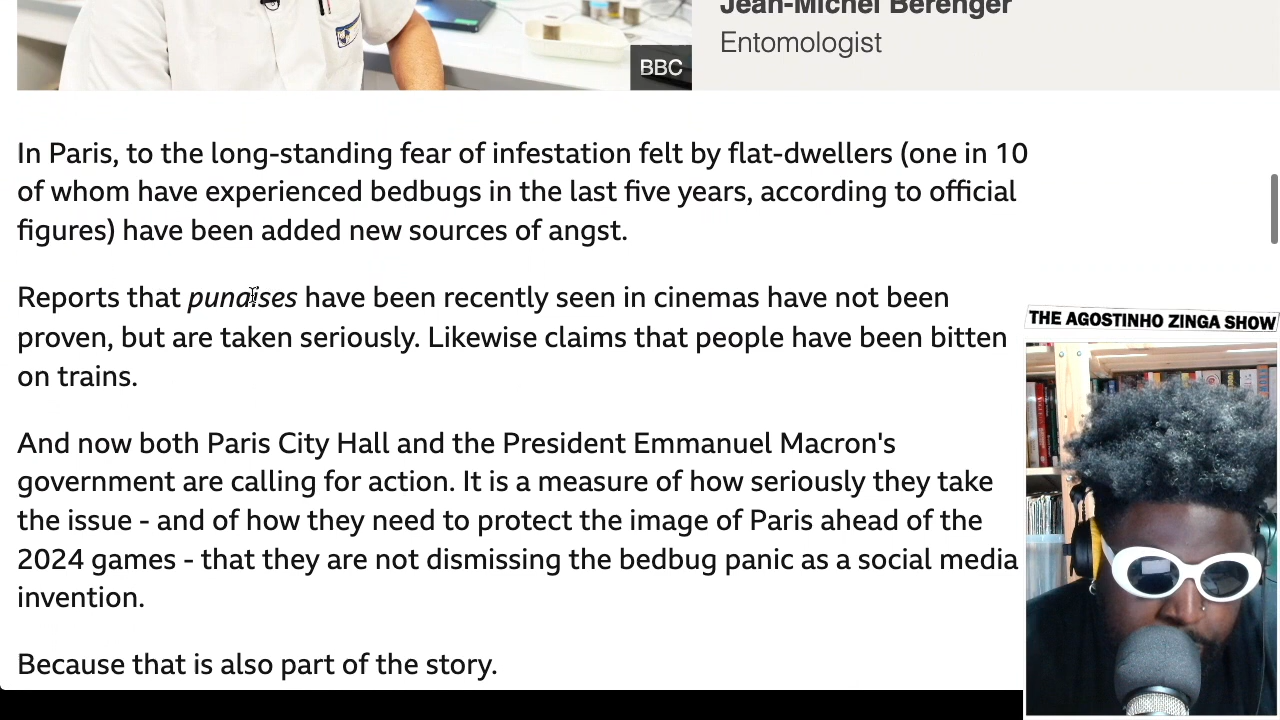 Jean-Michel Berenger
Entomologist
BBC
In Paris, to the long-standing fear of infestation felt by flat-dwellers (one in 10
of whom have experienced bedbugs in the last five years, according to official
figures) have been added new sources of angst.
Reports that punaises have been recently seen in cinemas have not been
proven, but are taken seriously. Likewise claims that people have been bitten
on trains.
And now both Paris City Hall and the President Emmanuel Macron's
government are calling for action. It is a measure of how seriously they take
the issue - and of how they need to protect the image of Paris ahead of the
2024 games - that they are not dismissing the bedbug panic as a social media
invention.
Because that is also part of the story.
THE AGOSTINHO ZINGA SHOW